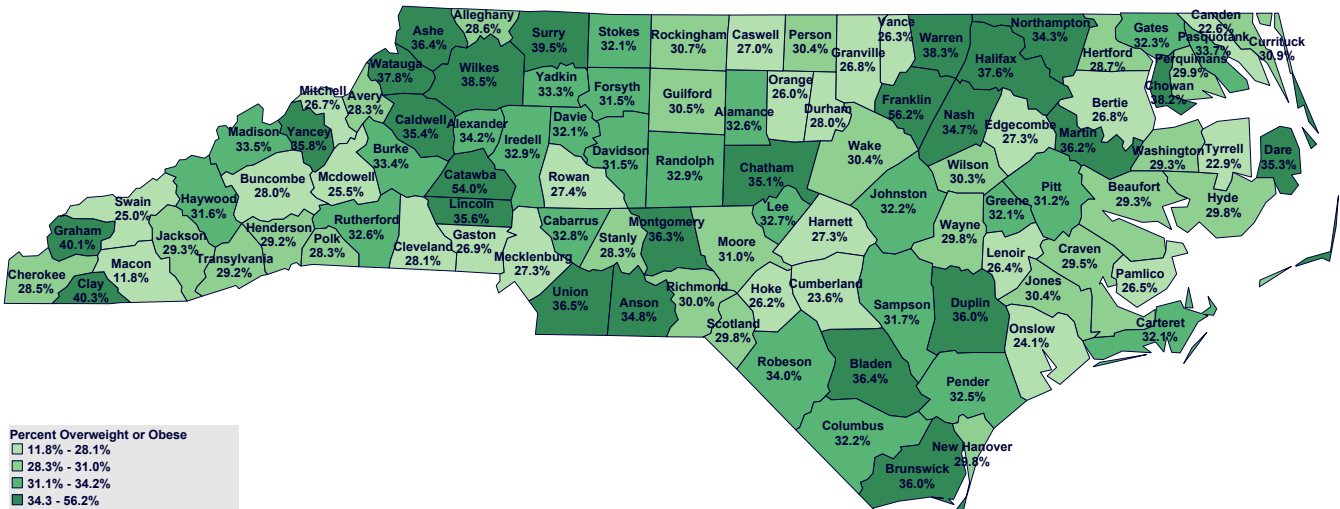 Alleghany
28.6%
Ashe
36.4%
Surry
39.5%
Stokes
32.1%
Rockingham
30.7%
Caswell
27.0%
Person
30.4%
Granville
26.8%
Vance
26.3%
Warren
38.3%
Northampton
34.3%
Halifax
37.6%
Hertford
28.7%
Gates
32.3%
Camden
22.6%
Pasquotank
33.7%
Currituck
30.9%
Perquimans
29.9%
Chowan
38.2%
Watauga
37.8%
Wilkes
38.5%
Yadkin
33.3%
Forsyth
31.5%
Guilford
30.5%
Alamance
32.6%
Orange
26.0%
Durham
28.0%
Franklin
56.2%
Nash
34.7%
Edgecombe
27.3%
Bertie
26.8%
Martin
36.2%
Washington
29.3%
Tyrrell
22.9%
Dare
35.3%
Mitchell
26.7%
Avery
28.3%
Caldwell
35.4%
Alexander
34.2%
Iredell
32.9%
Davie
32.1%
Davidson
31.5%
Randolph
32.9%
Chatham
35.1%
Wake
30.4%
Wilson
30.3%
Pitt
31.2%
Beaufort
29.3%
Hyde
29.8%
Madison
33.5%
Yancey
35.8%
Burke
33.4%
Mcdowell
25.5%
Buncombe
28.0%
Haywood
31.6%
Swain
25.0%
Graham
40.1%
Cherokee
28.5%
Clay
40.3%
Macon
11.8%
Jackson
29.3%
Transylvania
29.2%
Henderson
29.2%
Polk
28.3%
Rutherford
32.6%
Cleveland
28.1%
Catawba
54.0%
Lincoln
35.6%
Gaston
26.9%
Rowan
27.4%
Mecklenburg
27.3%
Cabarrus
32.8%
Stanly
28.3%
Montgomery
36.3%
Moore
31.0%
Lee
32.7%
Harnett
27.3%
Johnston
32.2%
Wayne
29.8%
Greene
32.1%
Lenoir
26.4%
Craven
29.5%
Pamlico
26.5%
Jones
30.4%
Carteret
32.1%
Onslow
24.1%
Duplin
36.0%
Sampson
31.7%
Cumberland
23.6%
Hoke
26.2%
Richmond
30.0%
Scotland
29.8%
Union
36.5%
Anson
34.8%
Robeson
34.0%
Bladen
36.4%
Pender
32.5%
Columbus
32.2%
New Hanover
29.8%
Brunswick
36.0%
Percent Overweight or Obese
11.8% - 28.1%
28.3% - 31.0%
31.1% - 34.2%
34.3 - 56.2%